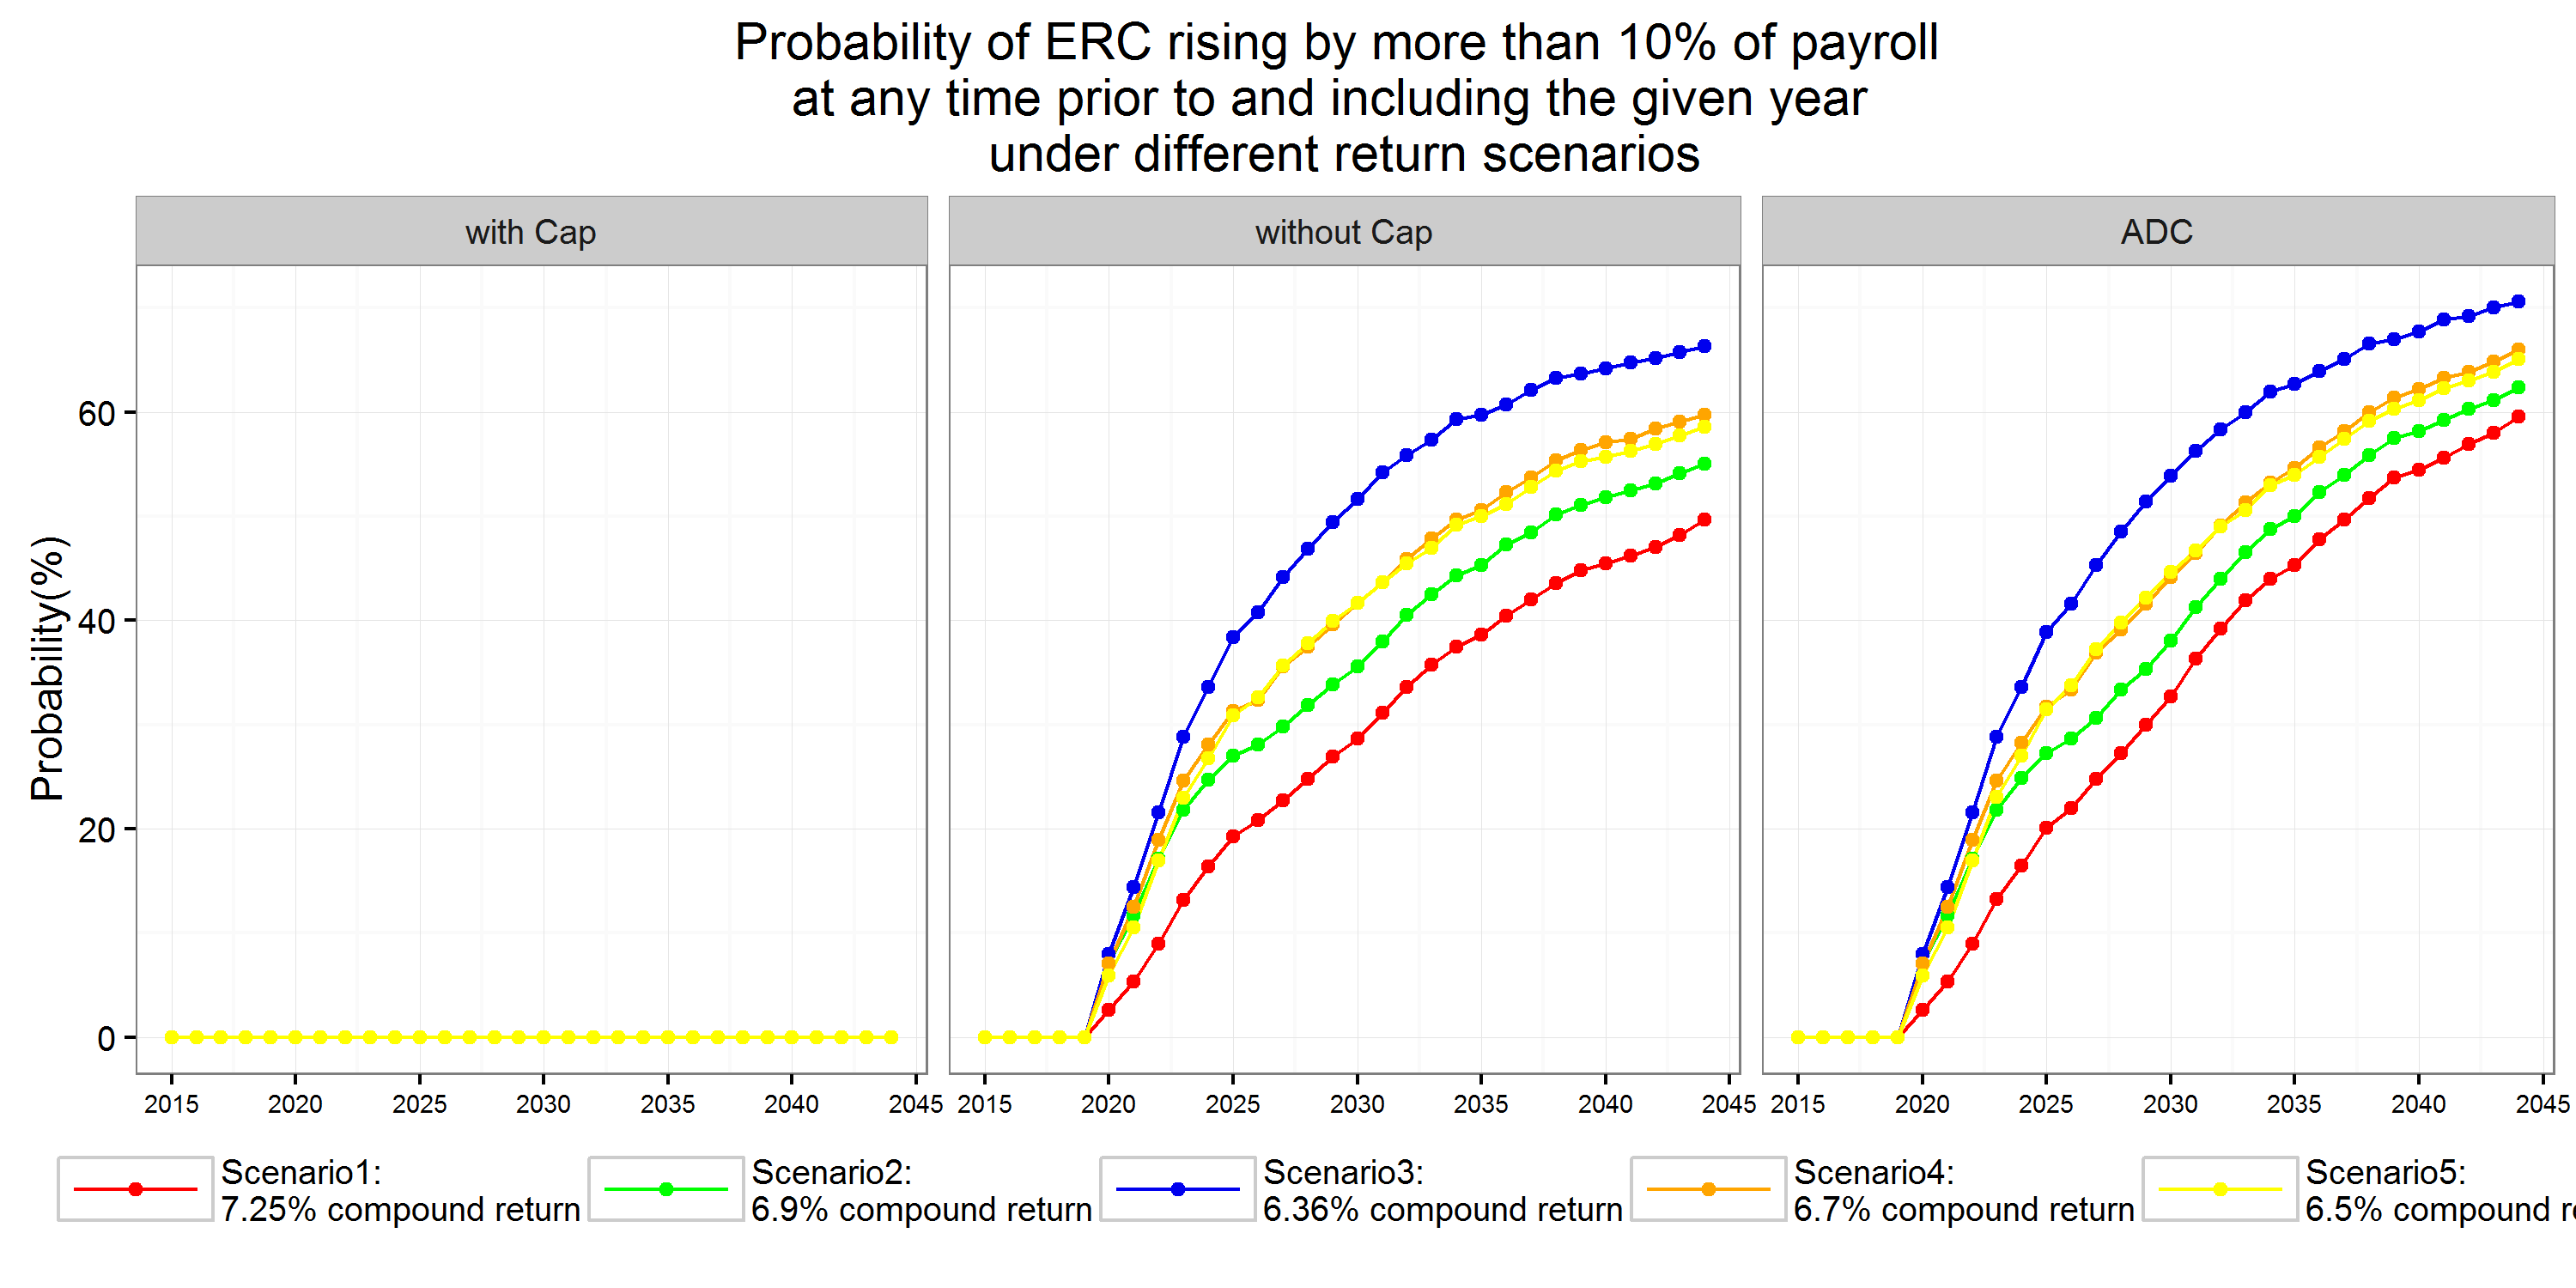 Probability of ERC rising by more than 10% of payroll
at any time prior to and including the given year
under different return scenarios
with Cap
without Cap
ADC
Probability(%)
60
40
20
0
2015 2020 2025 2030 2035 2040 2045
2015 2020 2025 2030 2035 2040 2045
2015 2020 2025 2030 2035 2040 2045
Scenario1:
7.25% compound return
Scenario2:
6.9% compound return
Scenario3:
6.36% compound return
Scenario4:
6.7% compound return
Scenario5:
6.5% compound